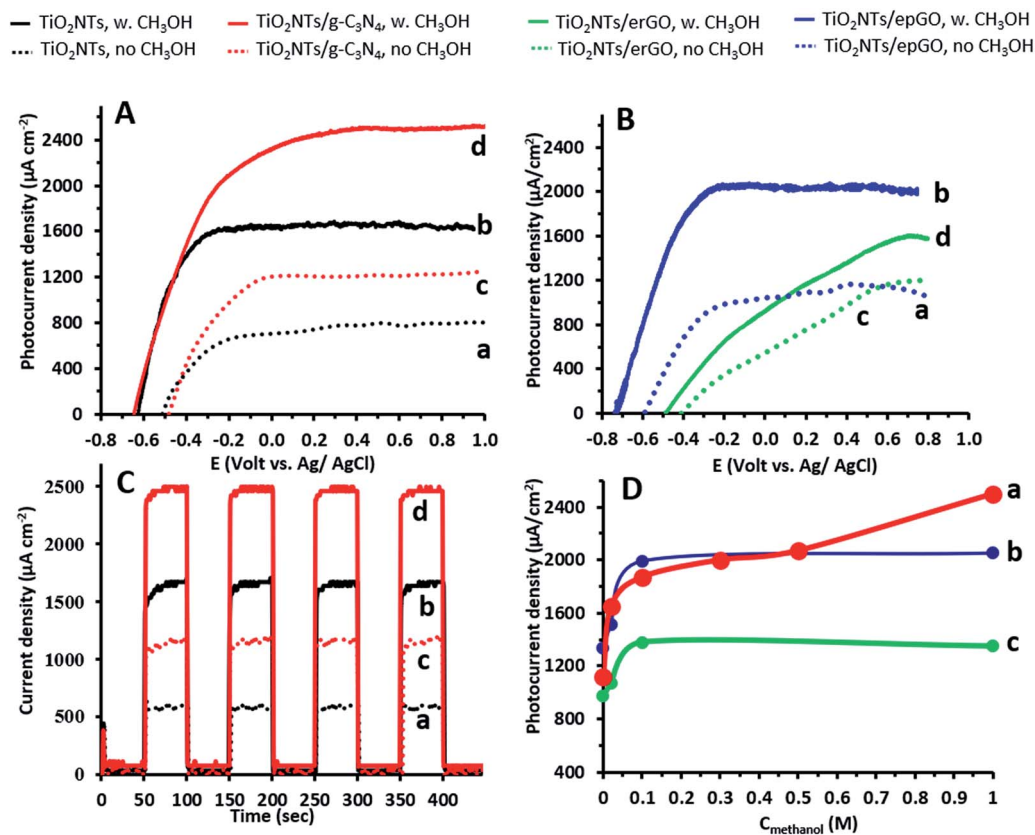 TiO₂NTs, w. CH₃OH
TiO₂NTs/g-C₃N₄, w. CH₃OH
TiO₂NTs/erGO, w. CH₃OH
TiO₂NTs/epGO, w. CH₃OH
TiO₂NTs, no CH₃OH
TiO₂NTs/g-C₃N₄, no CH₃OH
TiO₂NTs/erGO, no CH₃OH
TiO₂NTs/epGO, no CH₃OH
A
Photocurrent density (µA cm⁻²)
2400
2000
1600
1200
800
400
0
d
b
c
a
-0.8 -0.6 -0.4 -0.2 0.0 0.2 0.4 0.6 0.8 1.0
E (Volt vs. Ag/ AgCl)
B
Photocurrent density (µA/cm²)
2400
2000
1600
1200
800
400
0
b
d
c
a
-0.8 -0.6 -0.4 -0.2 0.0 0.2 0.4 0.6 0.8 1.0
E (Volt vs. Ag/ AgCl)
C
Current density (µA cm⁻²)
2500
2000
1500
1000
500
0
d
b
c
a
0 50 100 150 200 250 300 350 400
Time (sec)
D
Photocurrent density (µA/cm²)
2400
2000
1600
1200
800
400
a
b
c
0 0.1 0.2 0.3 0.4 0.5 0.6 0.7 0.8 0.9 1
Cmethanol (M)